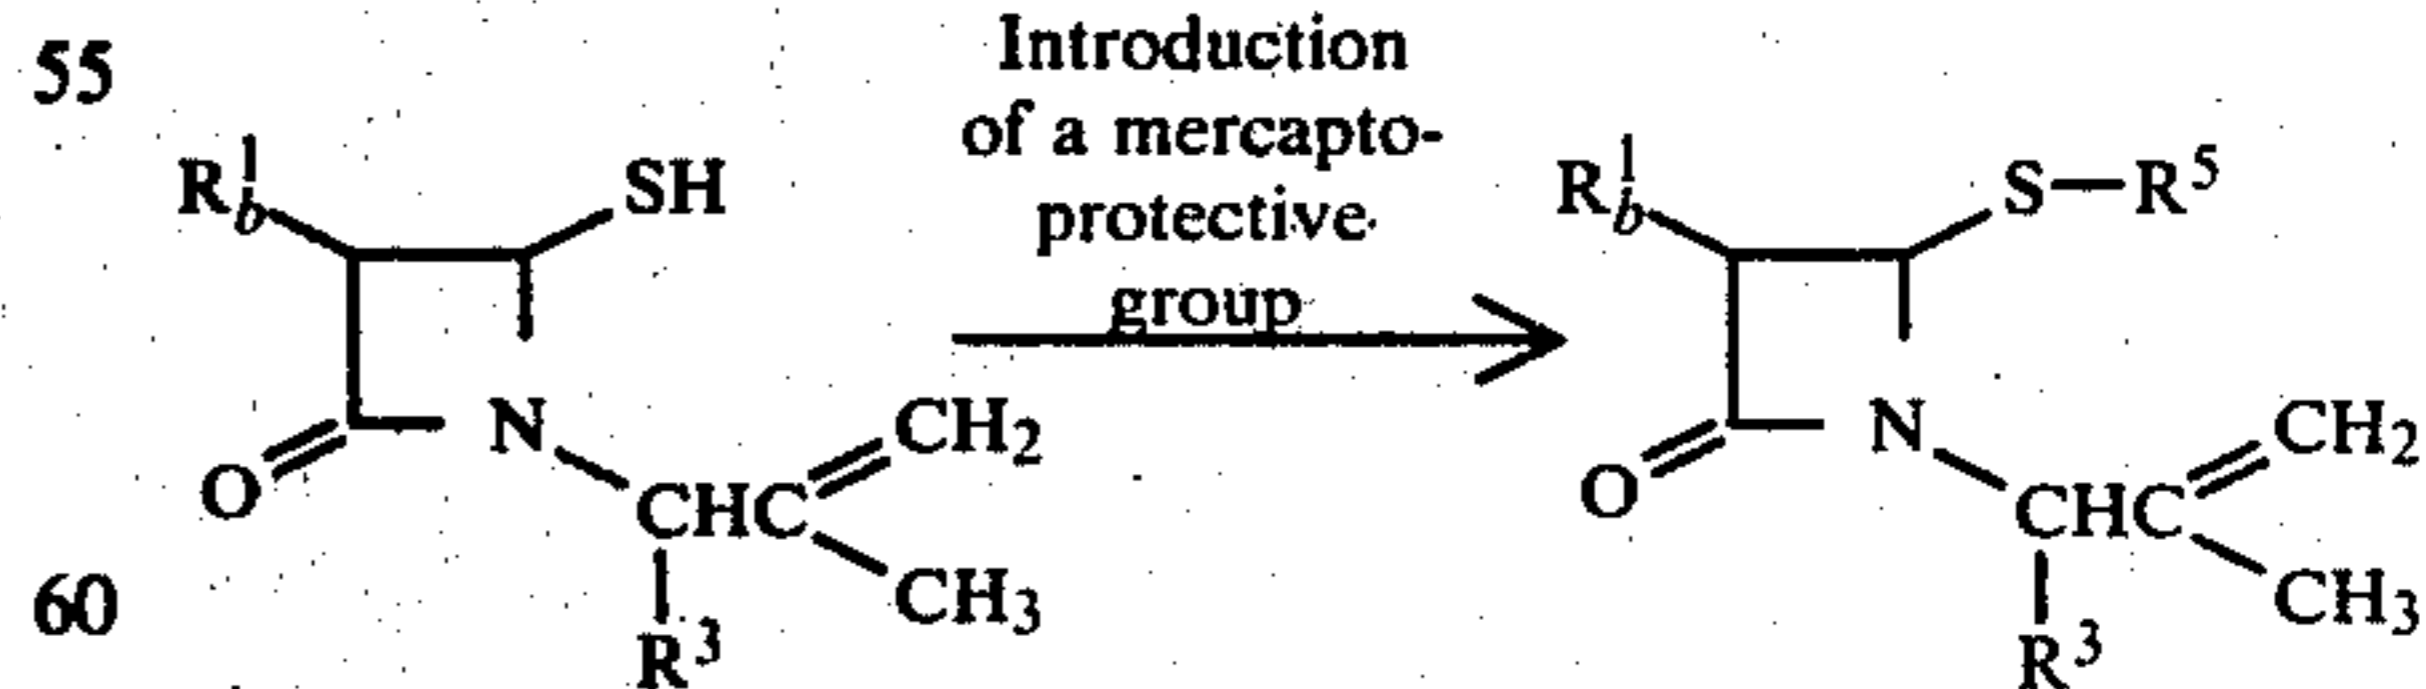 55
Introduction
of a mercapto-
protective
group
R¹b SH
O N CHC CH₂
CH₃
R³
R¹b S—R⁵
O N CHC CH₂
CH₃
R³
60